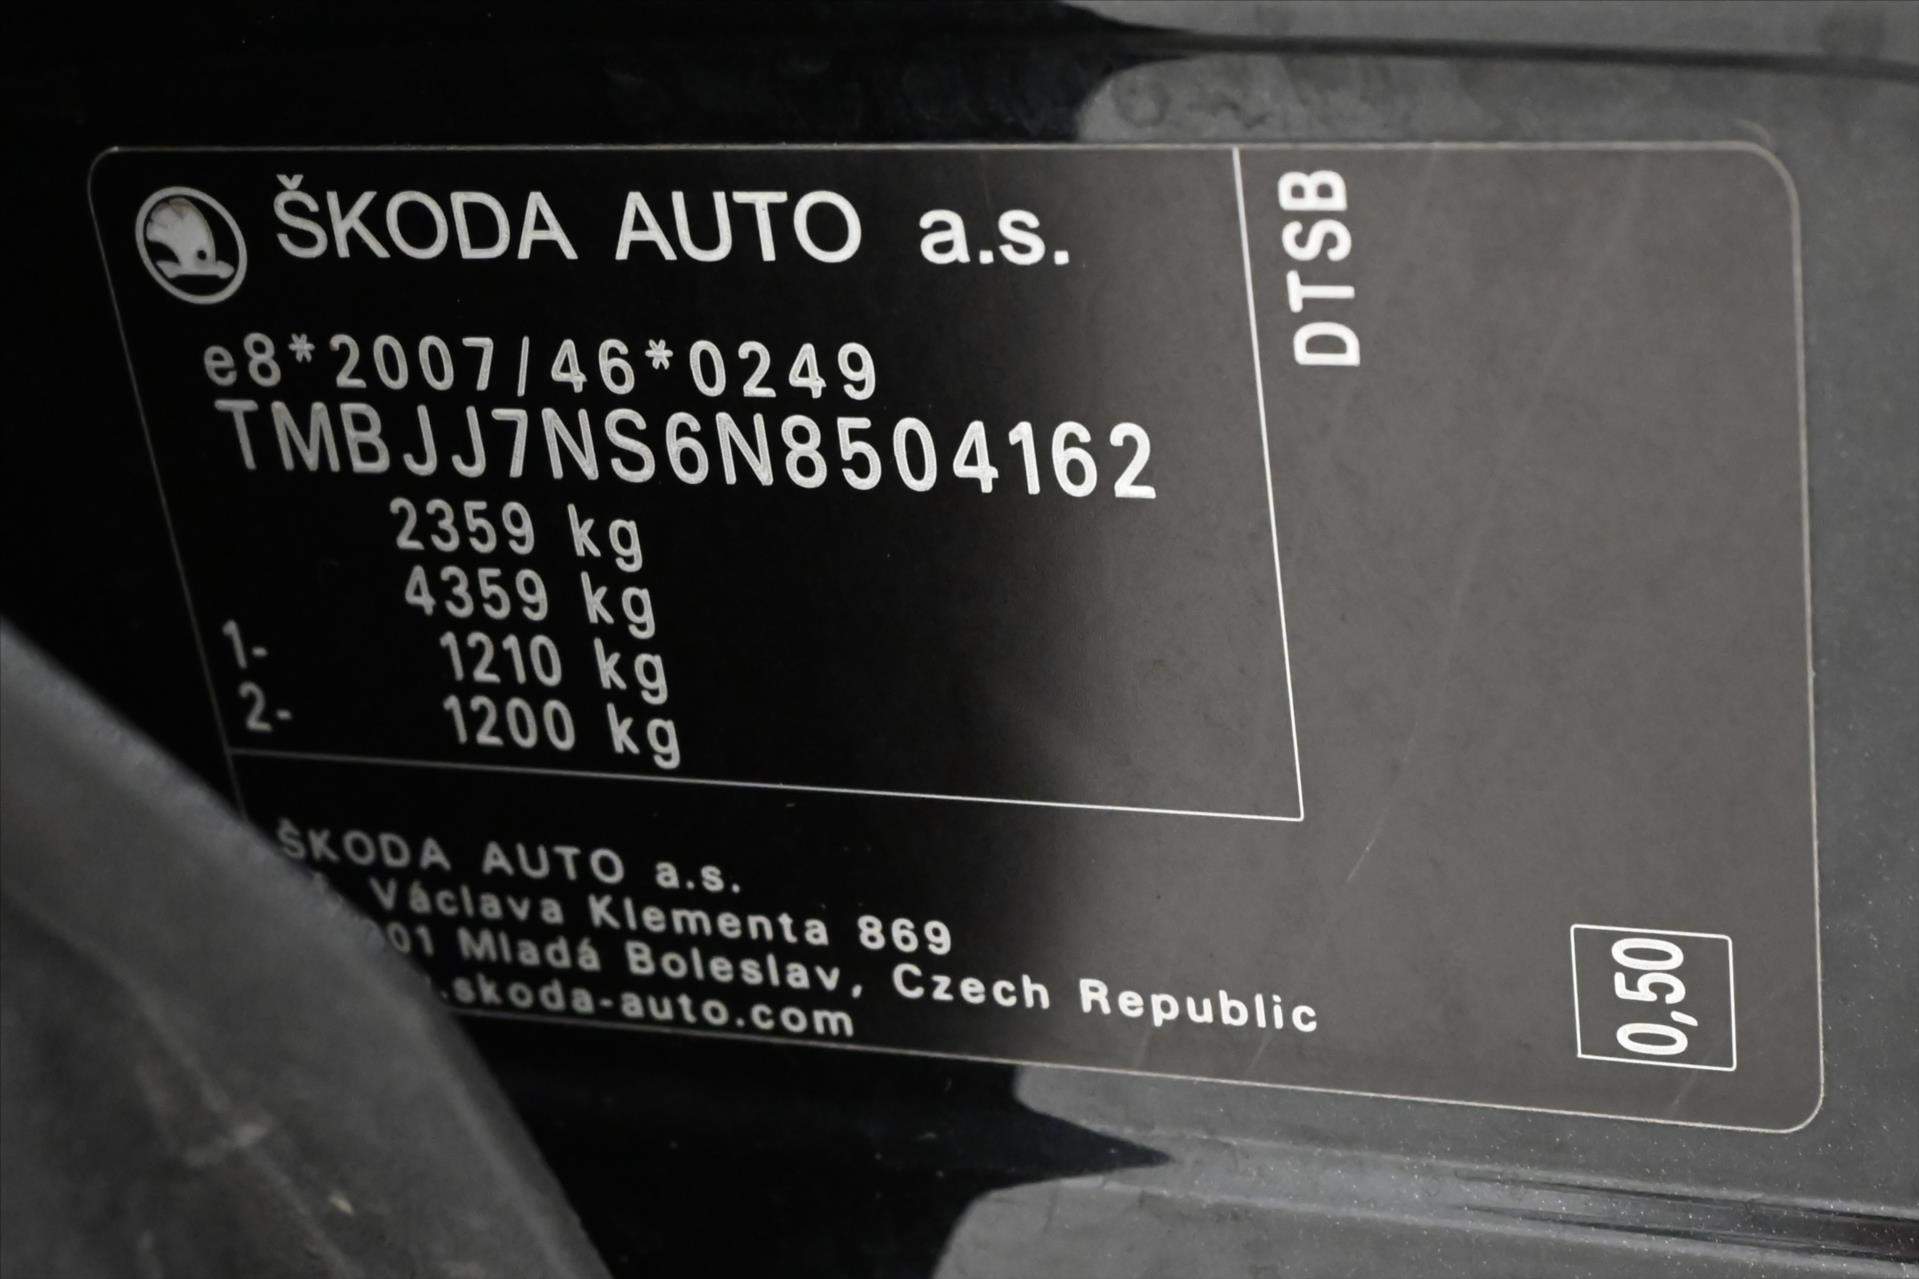 ŠKODA AUTO a.s.
e8*2007/46*0249
TMBJJ7NS6N8504162
2359 kg
4359 kg
1- 1210 kg
2- 1200 kg
DTSB
ŠKODA AUTO a.s.
Václava Klementa 869
01 Mladá Boleslav, Czech Republic
.skoda-auto.com
0,50